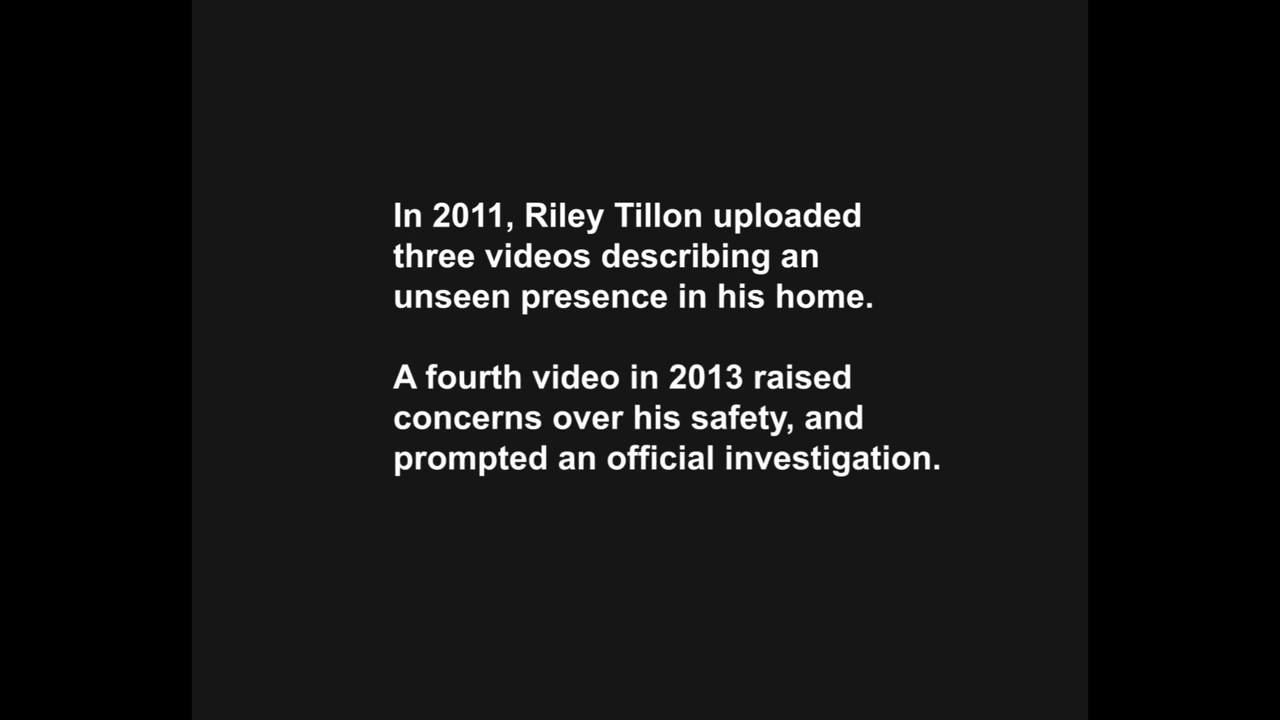 In 2011, Riley Tillon uploaded
three videos describing an
unseen presence in his home.
A fourth video in 2013 raised
concerns over his safety, and
prompted an official investigation.